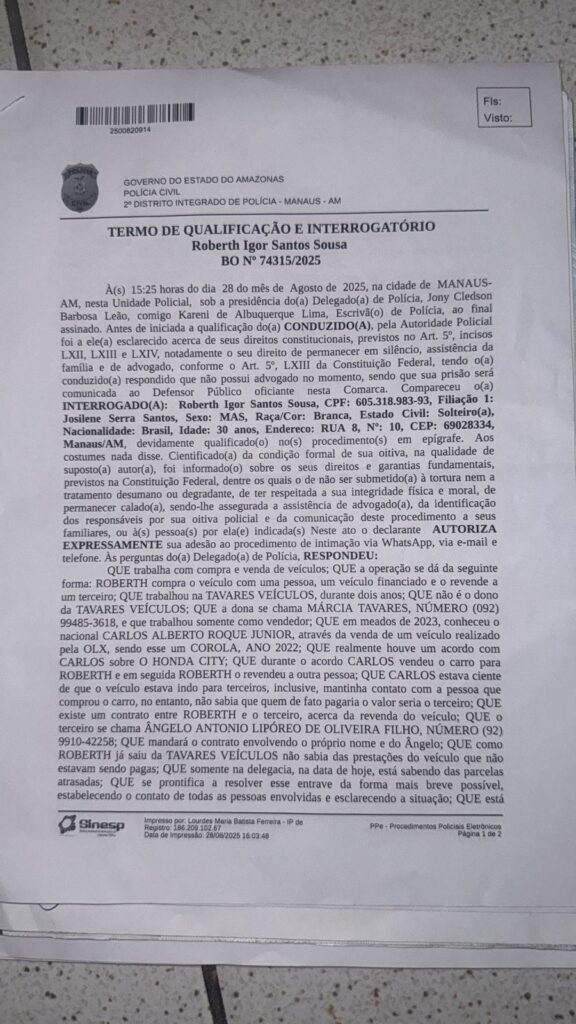 2500820914
Fls:
Visto:
POLÍCIA
CIVIL
GOVERNO DO ESTADO DO AMAZONAS
POLÍCIA CIVIL
2º DISTRITO INTEGRADO DE POLÍCIA - MANAUS - AM
TERMO DE QUALIFICAÇÃO E INTERROGATÓRIO
Roberth Igor Santos Sousa
BO Nº 74315/2025
À(s) 15:25 horas do dia 28 do mês de Agosto de 2025, na cidade de MANAUS-
AM, nesta Unidade Policial, sob a presidência do(a) Delegado(a) de Polícia, Jony Cledson
Barbosa Leão, comigo Kareni de Albuquerque Lima, Escrivã(o) de Polícia, ao final
assinado. Antes de iniciada a qualificação do(a) CONDUZIDO(A), pela Autoridade Policial
foi a ele(a) esclarecido acerca de seus direitos constitucionais, previstos no Art. 5º, incisos
LXII, LXIII e LXIV, notadamente o seu direito de permanecer em silêncio, assistência da
família e de advogado, conforme o Art. 5º, LXIII da Constituição Federal, tendo o(a)
conduzido(a) respondido que não possui advogado no momento, sendo que sua prisão será
comunicada ao Defensor Público oficiante nesta Comarca. Compareceu o(a)
INTERROGADO(A): Roberth Igor Santos Sousa, CPF: 605.318.983-93, Filiação 1:
Josilene Serra Santos, Sexo: MAS, Raça/Cor: Branca, Estado Civil: Solteiro(a),
Nacionalidade: Brasil, Idade: 30 anos, Endereco: RUA 8, Nº: 10, CEP: 69028334,
Manaus/AM, devidamente qualificado(o) no(s) procedimento(s) em epígrafe. Aos
costumes nada disse. Cientificado(a) da condição formal de sua oitiva, na qualidade de
suposto(a) autor(a), foi informado(o) sobre os seus direitos e garantias fundamentais,
previstos na Constituição Federal, dentre os quais o de não ser submetido(a) à tortura nem a
tratamento desumano ou degradante, de ter respeitada a sua integridade física e moral, de
permanecer calado(a), sendo-lhe assegurada a assistência de advogado(a), da identificação
dos responsáveis por sua oitiva policial e da comunicação deste procedimento a seus
familiares, ou à(s) pessoa(s) por ela(e) indicada(s) Neste ato o declarante AUTORIZA
EXPRESSAMENTE sua adesão ao procedimento de intimação via WhatsApp, via e-mail e
telefone. Às perguntas do(a) Delegado(a) de Polícia, RESPONDEU:
QUE trabalha com compra e venda de veículos; QUE a operação se dá da seguinte
forma: ROBERTH compra o veículo com uma pessoa, um veículo financiado e o revende a
um terceiro; QUE trabalhou na TAVARES VEÍCULOS, durante dois anos; QUE não é o dono
da TAVARES VEÍCULOS; QUE a dona se chama MÁRCIA TAVARES, NÚMERO (092)
99485-3618, e que trabalhou somente como vendedor; QUE em meados de 2023, conheceu o
nacional CARLOS ALBERTO ROQUE JUNIOR, através da venda de um veículo realizado
pela OLX, sendo esse um COROLA, ANO 2022; QUE realmente houve um acordo com
CARLOS sobre O HONDA CITY; QUE durante o acordo CARLOS vendeu o carro para
ROBERTH e em seguida ROBERTH o revendeu a outra pessoa; QUE CARLOS estava ciente
de que o veículo estava indo para terceiros, inclusive, mantinha contato com a pessoa que
comprou o carro, no entanto, não sabia que quem de fato pagaria o valor seria o terceiro; QUE
existe um contrato entre ROBERTH e o terceiro, acerca da revenda do veículo; QUE o
terceiro se chama ÂNGELO ANTONIO LIPÓREO DE OLIVEIRA FILHO, NÚMERO (92)
9910-42258; QUE mandará o contrato envolvendo o próprio nome e do Ângelo; QUE como
ROBERTH já saiu da TAVARES VEÍCULOS não sabia das prestações do veículo que não
estavam sendo pagas; QUE somente na delegacia, na data de hoje, está sabendo das parcelas
atrasadas; QUE se prontifica a resolver esse entrave da forma mais breve possível,
estabelecendo o contato de todas as pessoas envolvidas e esclarecendo a situação; QUE está
Sinesp
Impresso por: Lourdes Maria Batista Ferreira - IP de
Registro: 186.209.102.67
Data de Impressão: 28/08/2025 16:03:48
PPe - Procedimentos Policiais Eletrônicos
Página 1 de 2